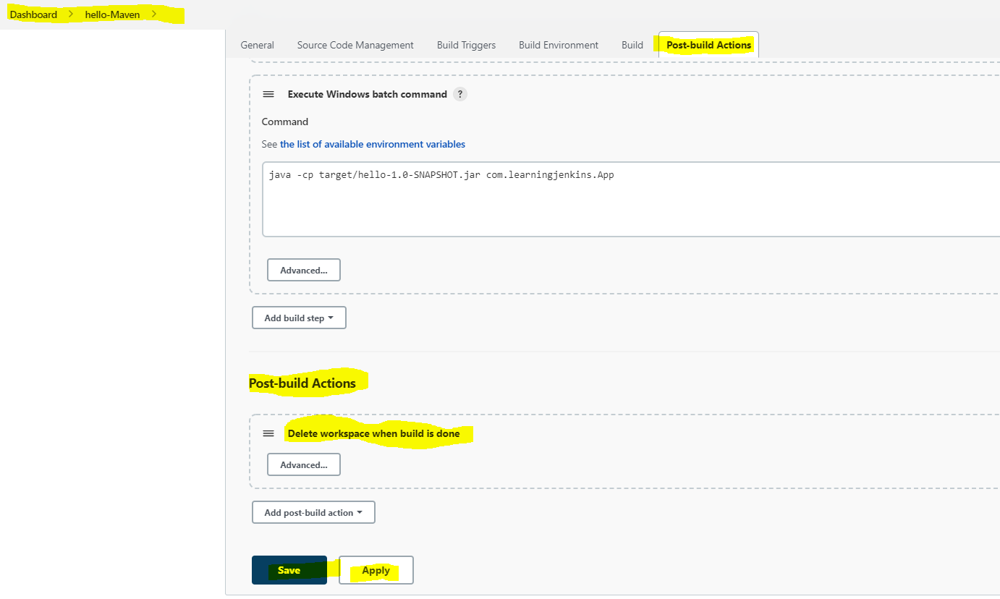 Dashboard > hello-Maven >
General Source Code Management Build Triggers Build Environment Build Post-build Actions
Execute Windows batch command ?
Command
See the list of available environment variables
java -cp target/hello-1.0-SNAPSHOT.jar com.learningjenkins.App
Advanced...
Add build step
Post-build Actions
Delete workspace when build is done
Advanced...
Add post-build action
Save Apply